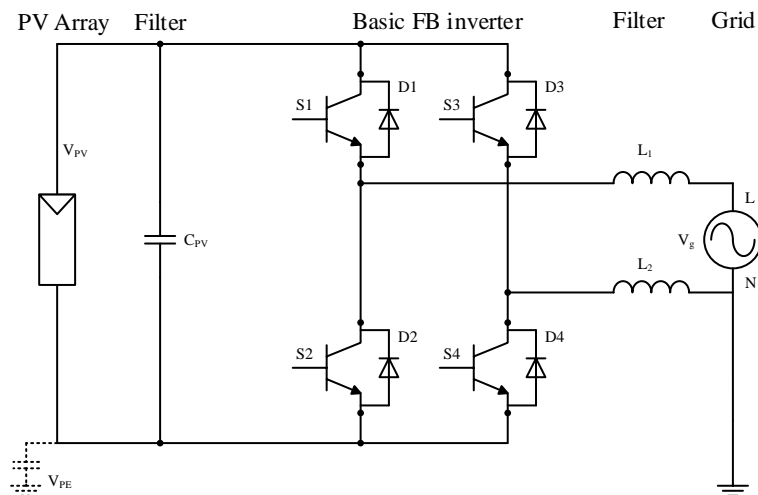 PV Array Filter Basic FB inverter Filter Grid
D1 D3
S1 S3
V_PV L_1
L
C_PV V_g
L_2
N
D2 D4
S2 S4
V_PE